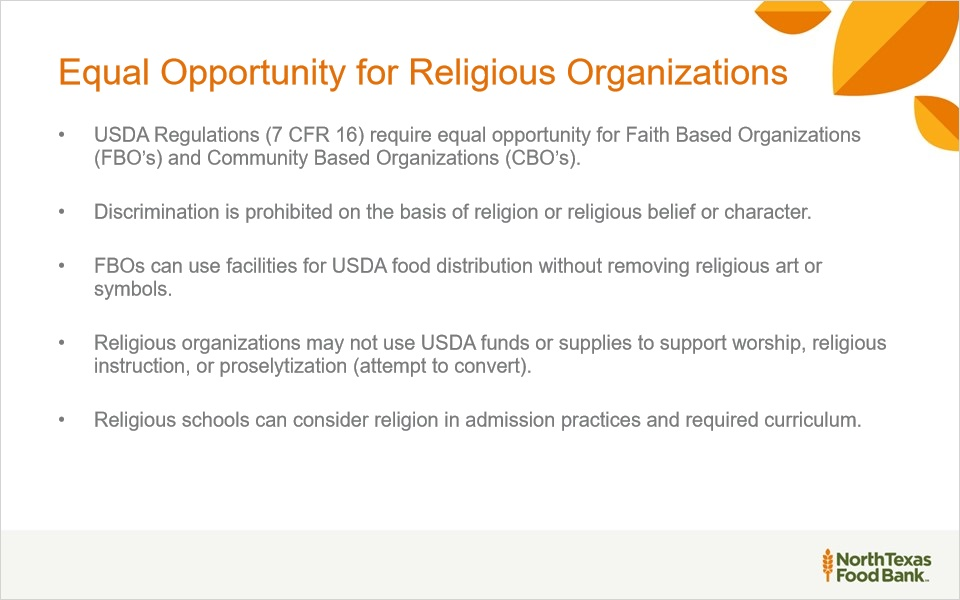 Equal Opportunity for Religious Organizations
• USDA Regulations (7 CFR 16) require equal opportunity for Faith Based Organizations
(FBO's) and Community Based Organizations (CBO's).
• Discrimination is prohibited on the basis of religion or religious belief or character.
• FBOs can use facilities for USDA food distribution without removing religious art or
symbols.
• Religious organizations may not use USDA funds or supplies to support worship, religious
instruction, or proselytization (attempt to convert).
• Religious schools can consider religion in admission practices and required curriculum.
North Texas
Food Bank